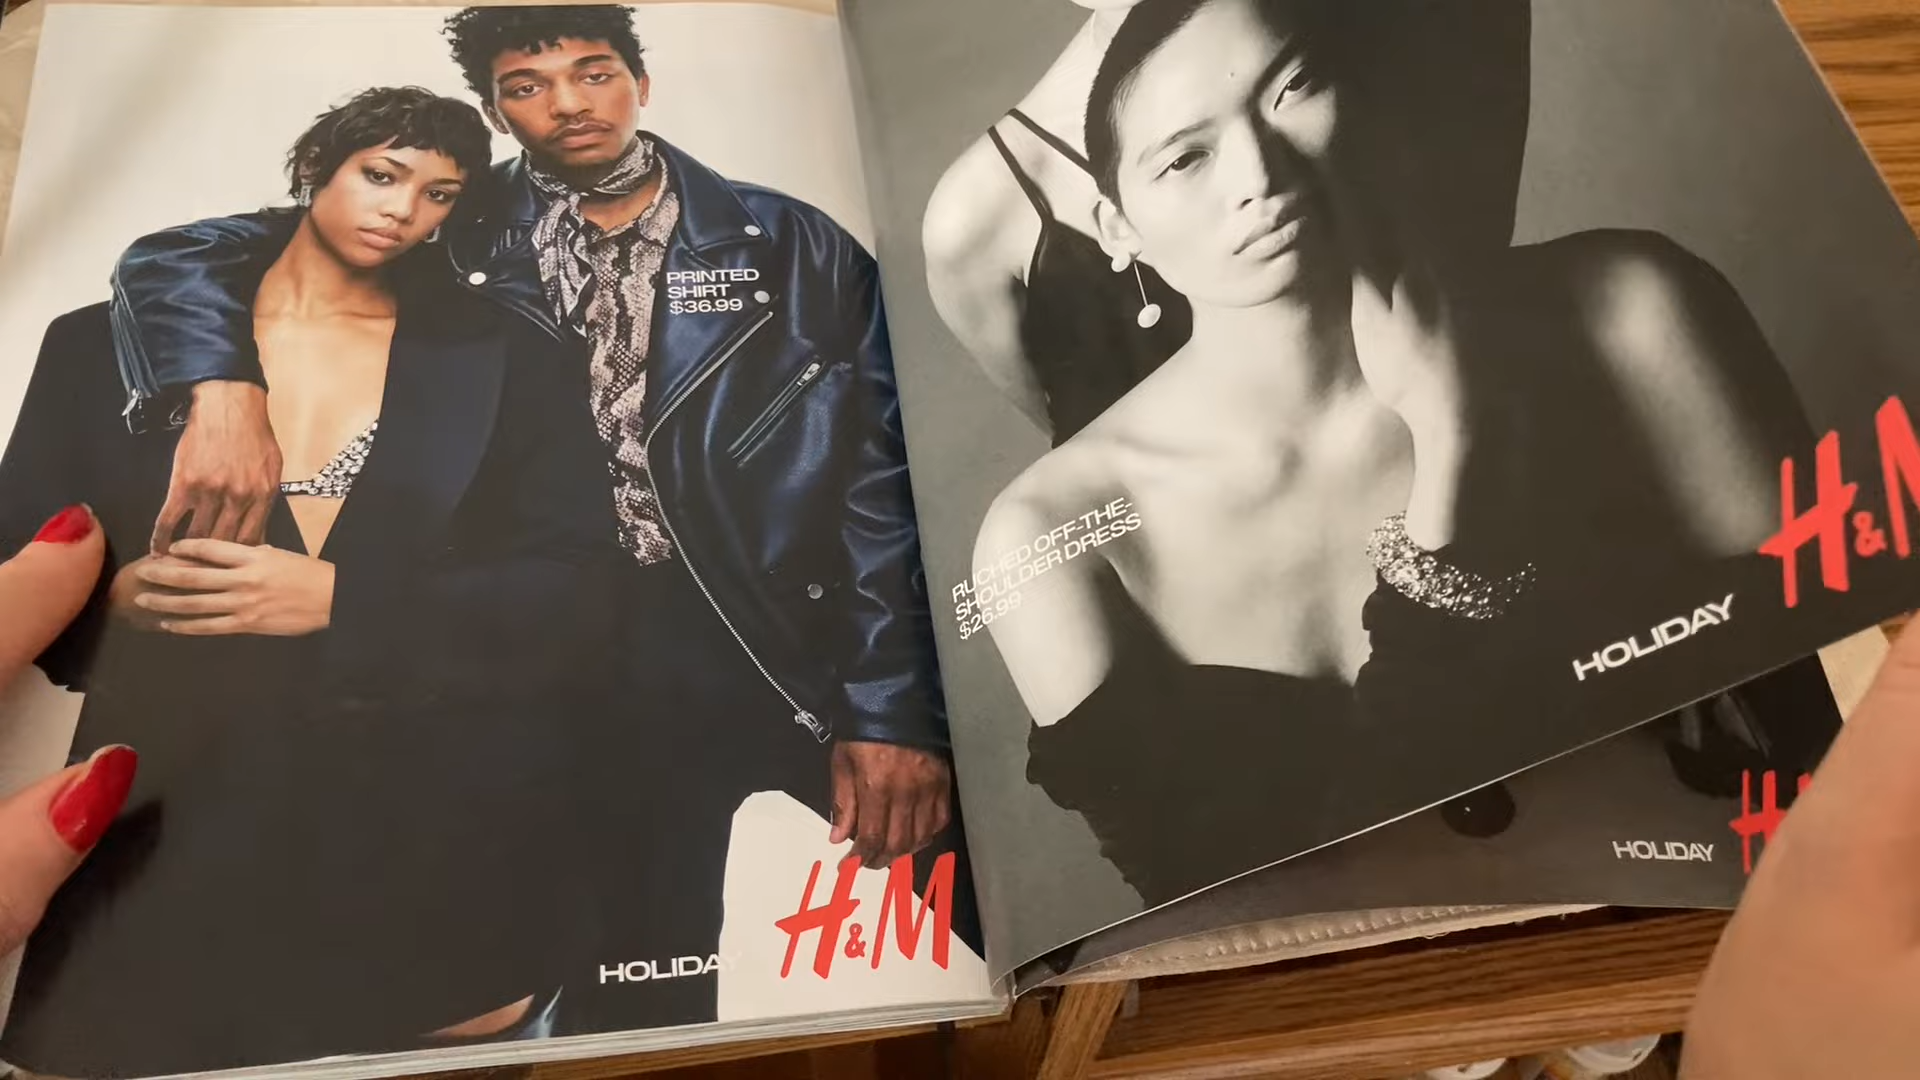 PRINTED
SHIRT
$36.99
HOLIDAY
H&M
RUCHED OFF-THE-
SHOULDER DRESS
$26.99
HOLIDAY
H&M
HOLIDAY
H